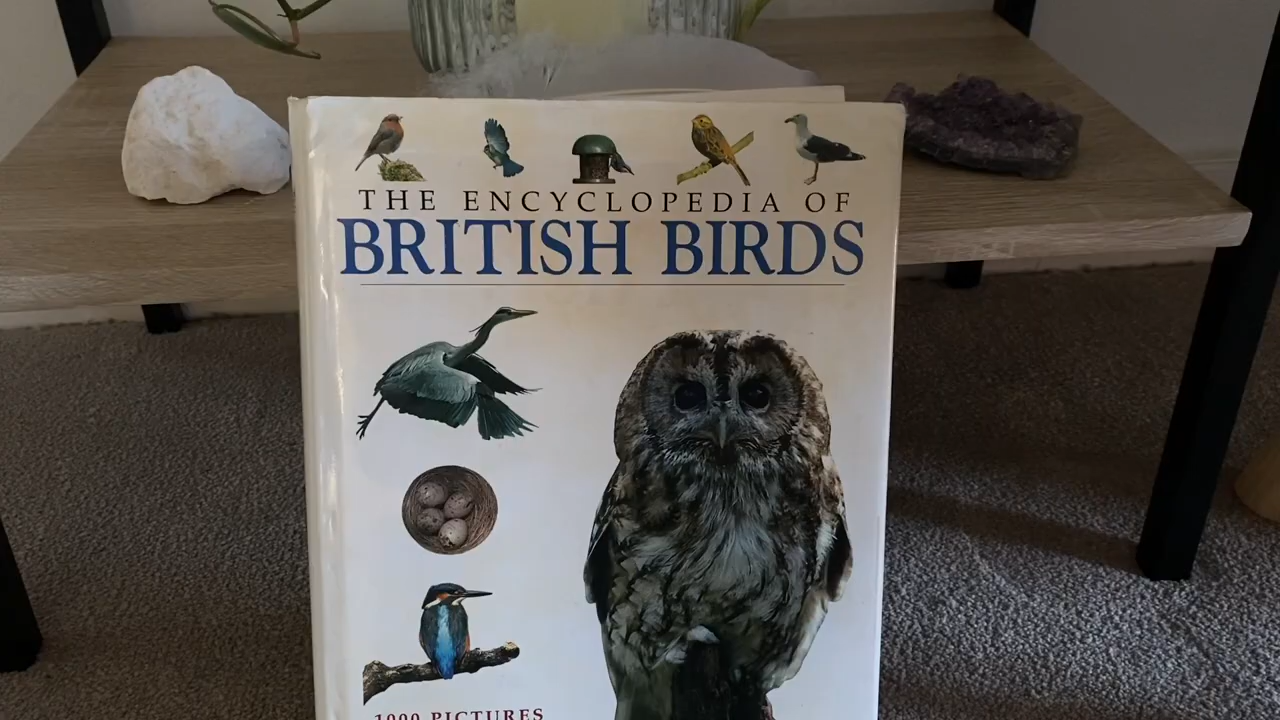 THE ENCYCLOPEDIA OF
BRITISH BIRDS
1000 PICTURES